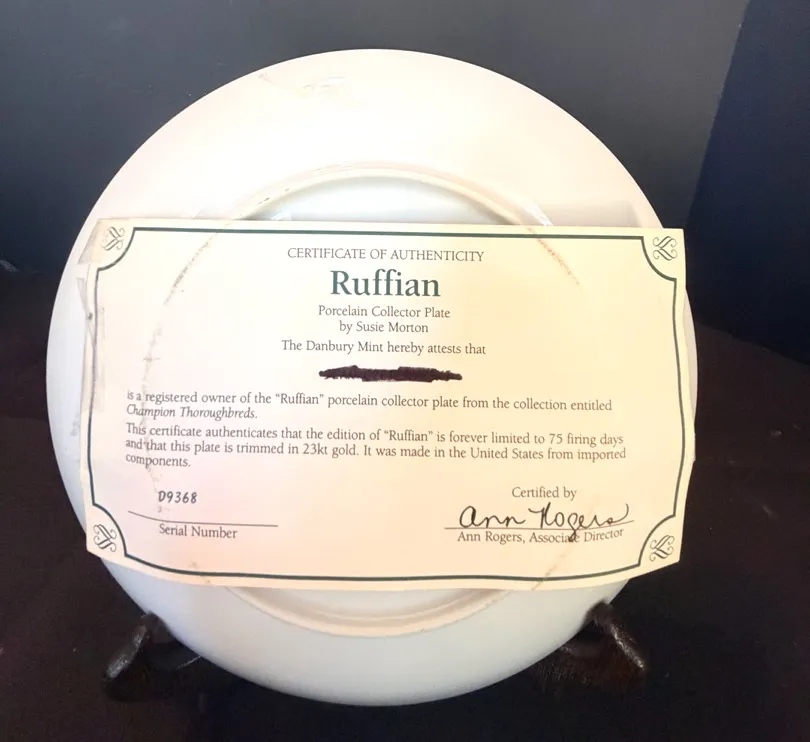 CERTIFICATE OF AUTHENTICITY
Ruffian
Porcelain Collector Plate
by Susie Morton
The Danbury Mint hereby attests that
is a registered owner of the “Ruffian” porcelain collector plate from the collection entitled
Champion Thoroughbreds.
This certificate authenticates that the edition of “Ruffian” is forever limited to 75 firing days
and that this plate is trimmed in 23kt gold. It was made in the United States from imported
components.
D9368
Serial Number
Certified by
Ann Rogers
Ann Rogers, Associate Director